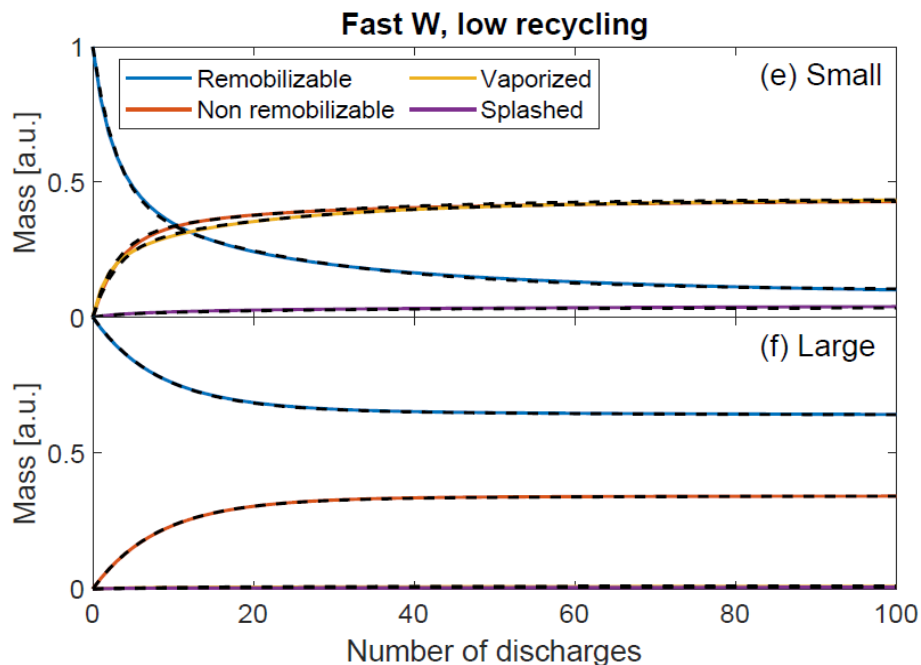 Fast W, low recycling
1
Remobilizable
Vaporized
Non remobilizable
Splashed
(e) Small
Mass [a.u.]
0.5
0
(f) Large
Mass [a.u.]
0.5
0
0
20
40
60
80
100
Number of discharges